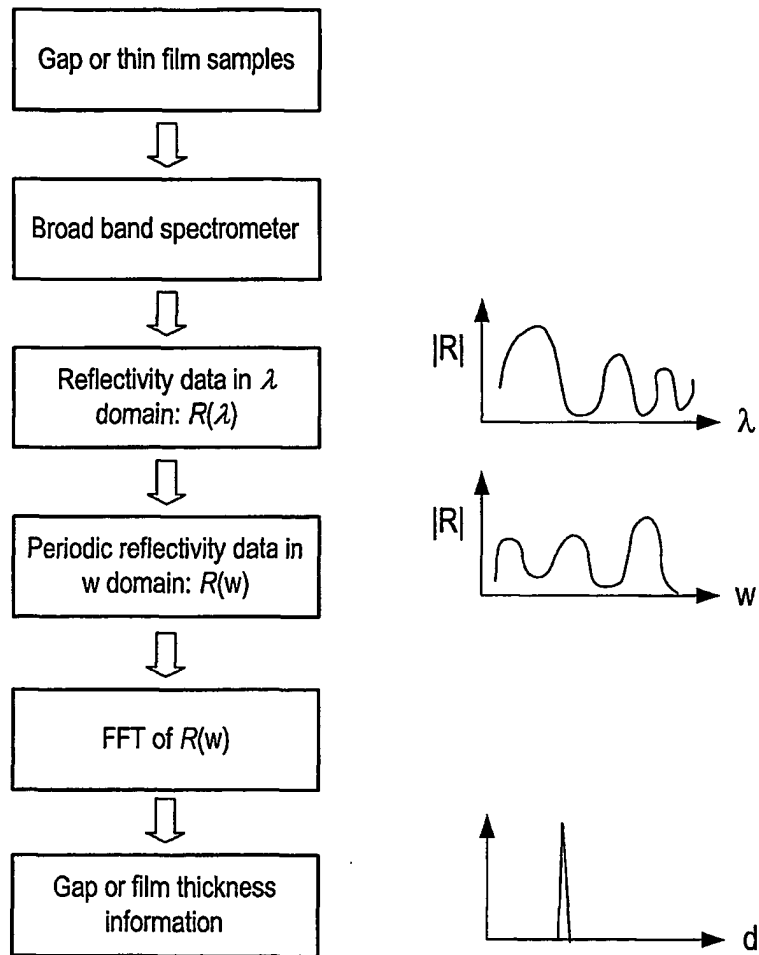 Gap or thin film samples
Broad band spectrometer
Reflectivity data in λ
domain: R(λ)
|R|
λ
Periodic reflectivity data in
w domain: R(w)
|R|
w
FFT of R(w)
Gap or film thickness
information
d